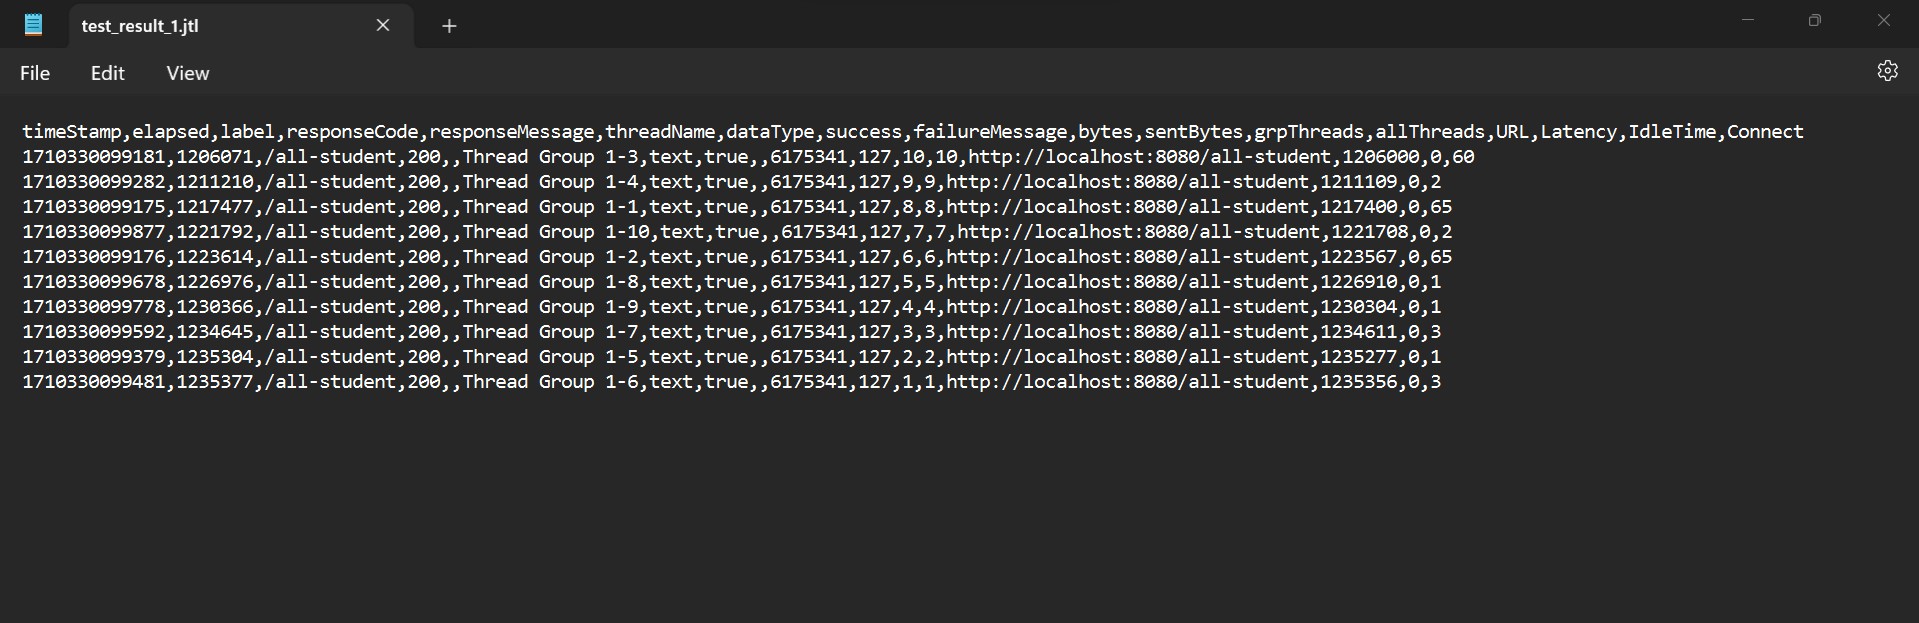 test_result_1.jtl
File Edit View
timeStamp,elapsed,label,responseCode,responseMessage,threadName,dataType,success,failureMessage,bytes,sentBytes,grpThreads,allThreads,URL,Latency,IdleTime,Connect
1710330099181,1206071,/all-student,200,,Thread Group 1-3,text,true,,6175341,127,10,10,http://localhost:8080/all-student,1206000,0,60
1710330099282,1211210,/all-student,200,,Thread Group 1-4,text,true,,6175341,127,9,9,http://localhost:8080/all-student,1211109,0,2
1710330099175,1217477,/all-student,200,,Thread Group 1-1,text,true,,6175341,127,8,8,http://localhost:8080/all-student,1217400,0,65
1710330099877,1221792,/all-student,200,,Thread Group 1-10,text,true,,6175341,127,7,7,http://localhost:8080/all-student,1221708,0,2
1710330099176,1223614,/all-student,200,,Thread Group 1-2,text,true,,6175341,127,6,6,http://localhost:8080/all-student,1223567,0,65
1710330099678,1226976,/all-student,200,,Thread Group 1-8,text,true,,6175341,127,5,5,http://localhost:8080/all-student,1226910,0,1
1710330099778,1230366,/all-student,200,,Thread Group 1-9,text,true,,6175341,127,4,4,http://localhost:8080/all-student,1230304,0,1
1710330099592,1234645,/all-student,200,,Thread Group 1-7,text,true,,6175341,127,3,3,http://localhost:8080/all-student,1234611,0,3
1710330099379,1235304,/all-student,200,,Thread Group 1-5,text,true,,6175341,127,2,2,http://localhost:8080/all-student,1235277,0,1
1710330099481,1235377,/all-student,200,,Thread Group 1-6,text,true,,6175341,127,1,1,http://localhost:8080/all-student,1235356,0,3